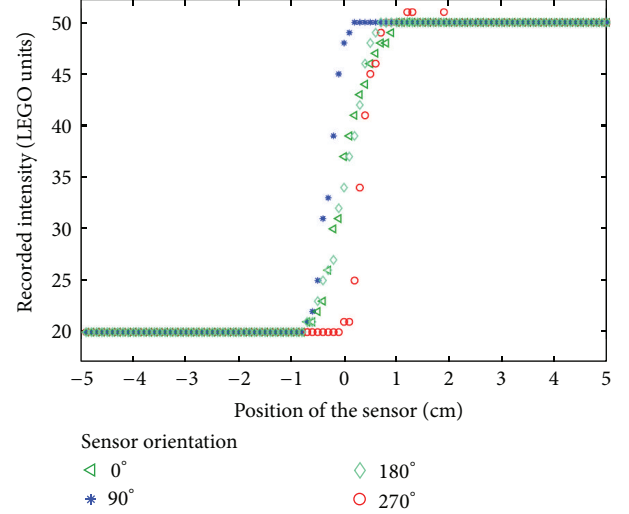 Recorded intensity (LEGO units)
50
45
40
35
30
25
20
−5 −4 −3 −2 −1 0 1 2 3 4 5
Position of the sensor (cm)
Sensor orientation
0°
90°
180°
270°